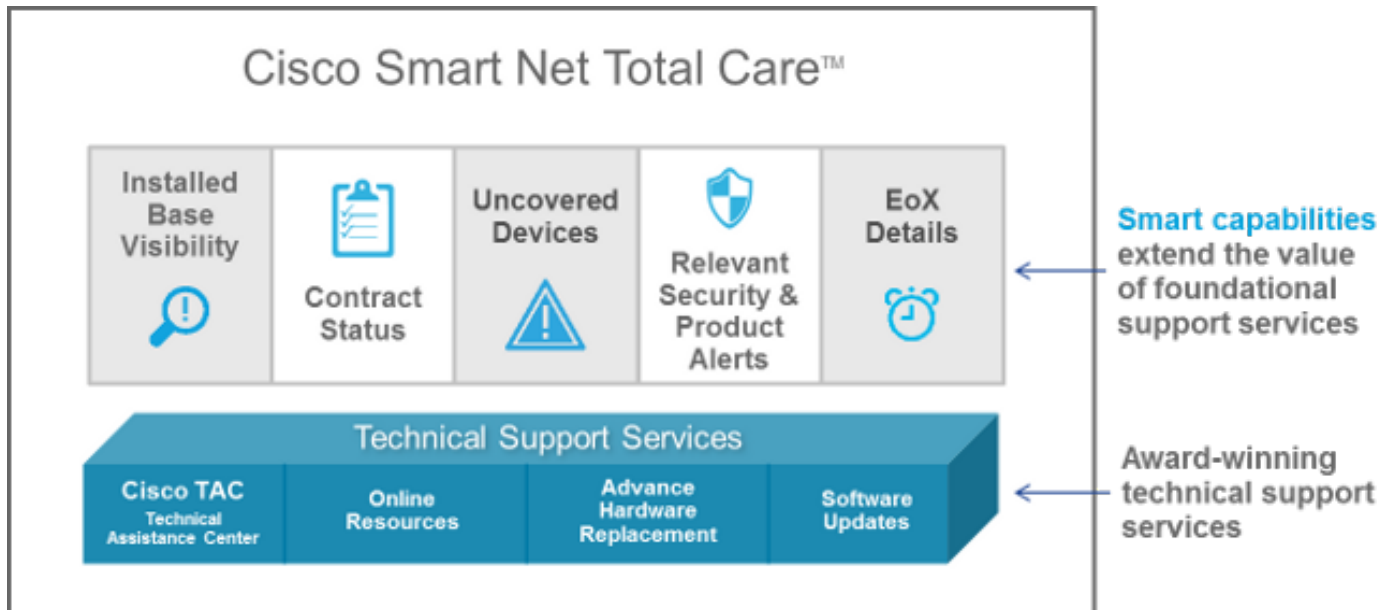 Cisco Smart Net Total Care™
Installed
Base
Visibility
Contract
Status
Uncovered
Devices
Relevant
Security &
Product
Alerts
EoX
Details
Smart capabilities
extend the value
of foundational
support services
Technical Support Services
Cisco TAC
Technical
Assistance Center
Online
Resources
Advance
Hardware
Replacement
Software
Updates
Award-winning
technical support
services